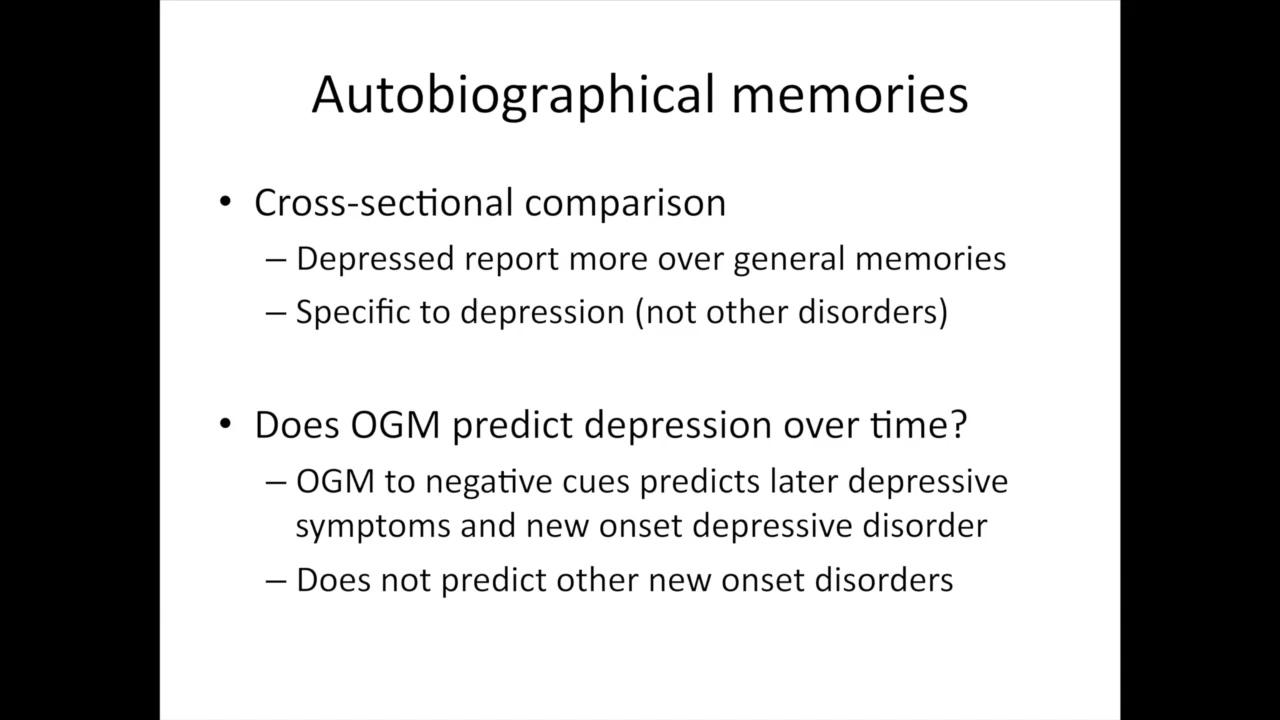 Autobiographical memories
• Cross-sectional comparison
– Depressed report more over general memories
– Specific to depression (not other disorders)
• Does OGM predict depression over time?
– OGM to negative cues predicts later depressive
symptoms and new onset depressive disorder
– Does not predict other new onset disorders